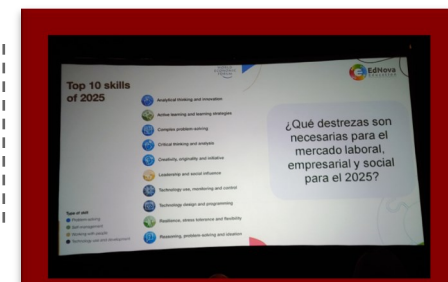 EdNova
Top 10 skills
of 2025
Analytical thinking and innovation
Active learning and learning strategies
Complex problem-solving
Critical thinking and analysis
Creativity, originality and initiative
Leadership and social influence
Technology use, monitoring and control
Technology design and programming
Resilience, stress tolerance and flexibility
Reasoning, problem-solving and ideation
Type of skill
Problem-solving
Self-management
Working with people
Technology use and development
¿Qué destrezas son
necesarias para el
mercado laboral,
empresarial y social
para el 2025?